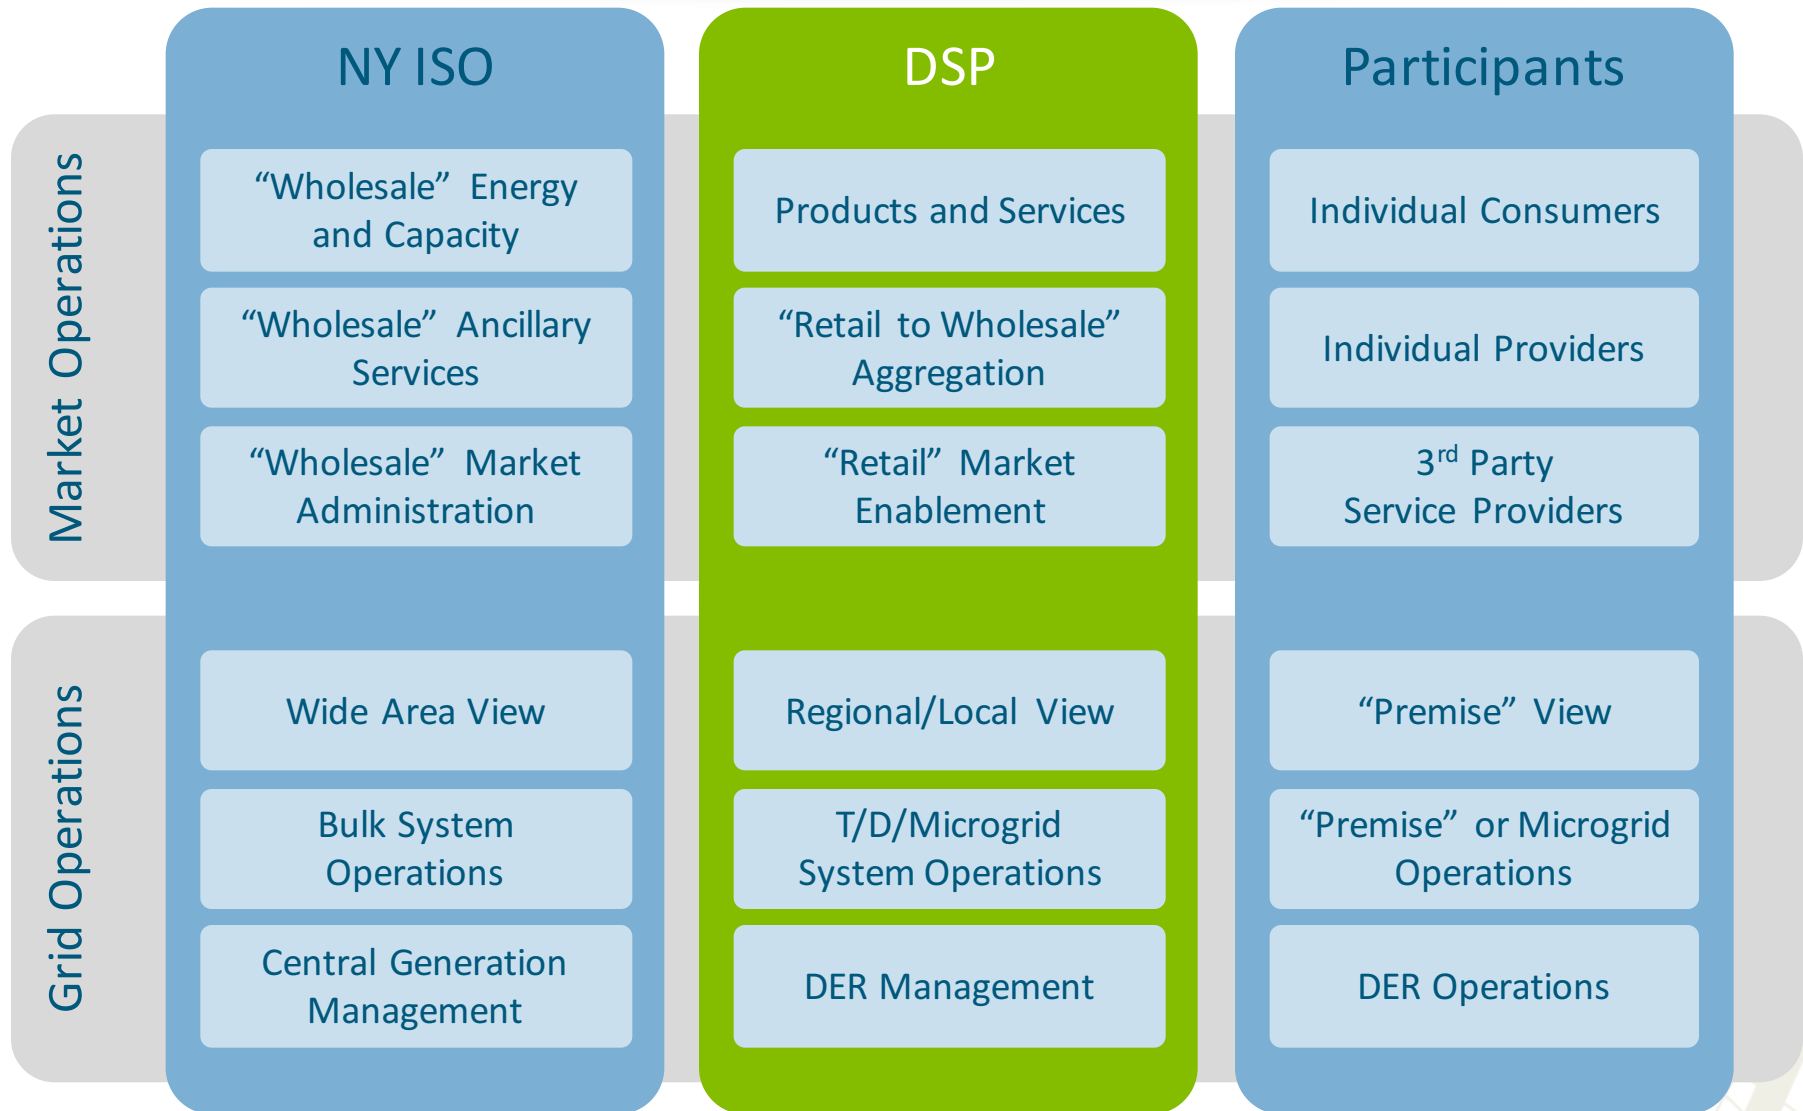 NY ISO
DSP
Participants
Market Operations
“Wholesale” Energy
and Capacity
Products and Services
Individual Consumers
“Wholesale” Ancillary
Services
“Retail to Wholesale”
Aggregation
Individual Providers
“Wholesale” Market
Administration
“Retail” Market
Enablement
3rd Party
Service Providers
Grid Operations
Wide Area View
Regional/Local View
“Premise” View
Bulk System
Operations
T/D/Microgrid
System Operations
“Premise” or Microgrid
Operations
Central Generation
Management
DER Management
DER Operations